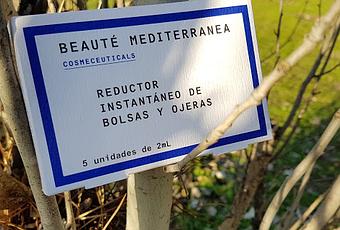 BEAUTÉ MEDITERRANEA
COSMECEUTICALS
REDUCTOR
INSTANTÁNEO DE
BOLSAS Y OJERAS
5 unidades de 2mL